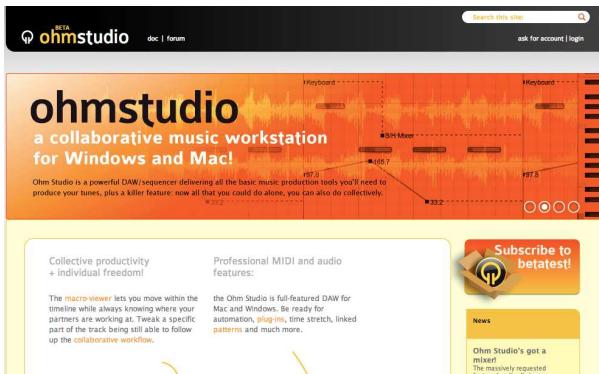 Search this site:
BETA
ohmstudio
doc | forum
ask for account | login
Keyboard
Keyboard
ohmstudio
a collaborative music workstation
for Windows and Mac!
S/H Mixer
165.7
97.8
97.8
Ohm Studio is a powerful DAW/sequencer delivering all the basic music production tools you'll need to
produce your tunes, plus a killer feature: now all that you could do alone, you can also do collectively.
33.2
33.2
Collective productivity
+ individual freedom!
The macro-viewer lets you move within the
timeline while always knowing where your
partners are working at. Tweak a specific
part of the track being still able to follow
up the collaborative workflow.
Professional MIDI and audio
features:
the Ohm Studio is full-featured DAW for
Mac and Windows. Be ready for
automation, plug-ins, time stretch, linked
patterns and much more.
Subscribe to
betatest!
News
Ohm Studio's got a
mixer!
The massively requested